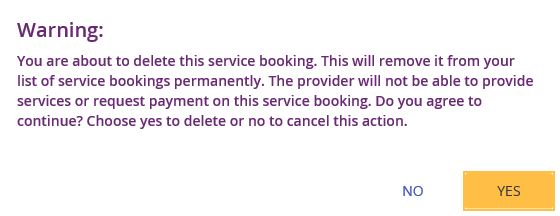 Warning:
You are about to delete this service booking. This will remove it from your
list of service bookings permanently. The provider will not be able to provide
services or request payment on this service booking. Do you agree to
continue? Choose yes to delete or no to cancel this action.
NO YES